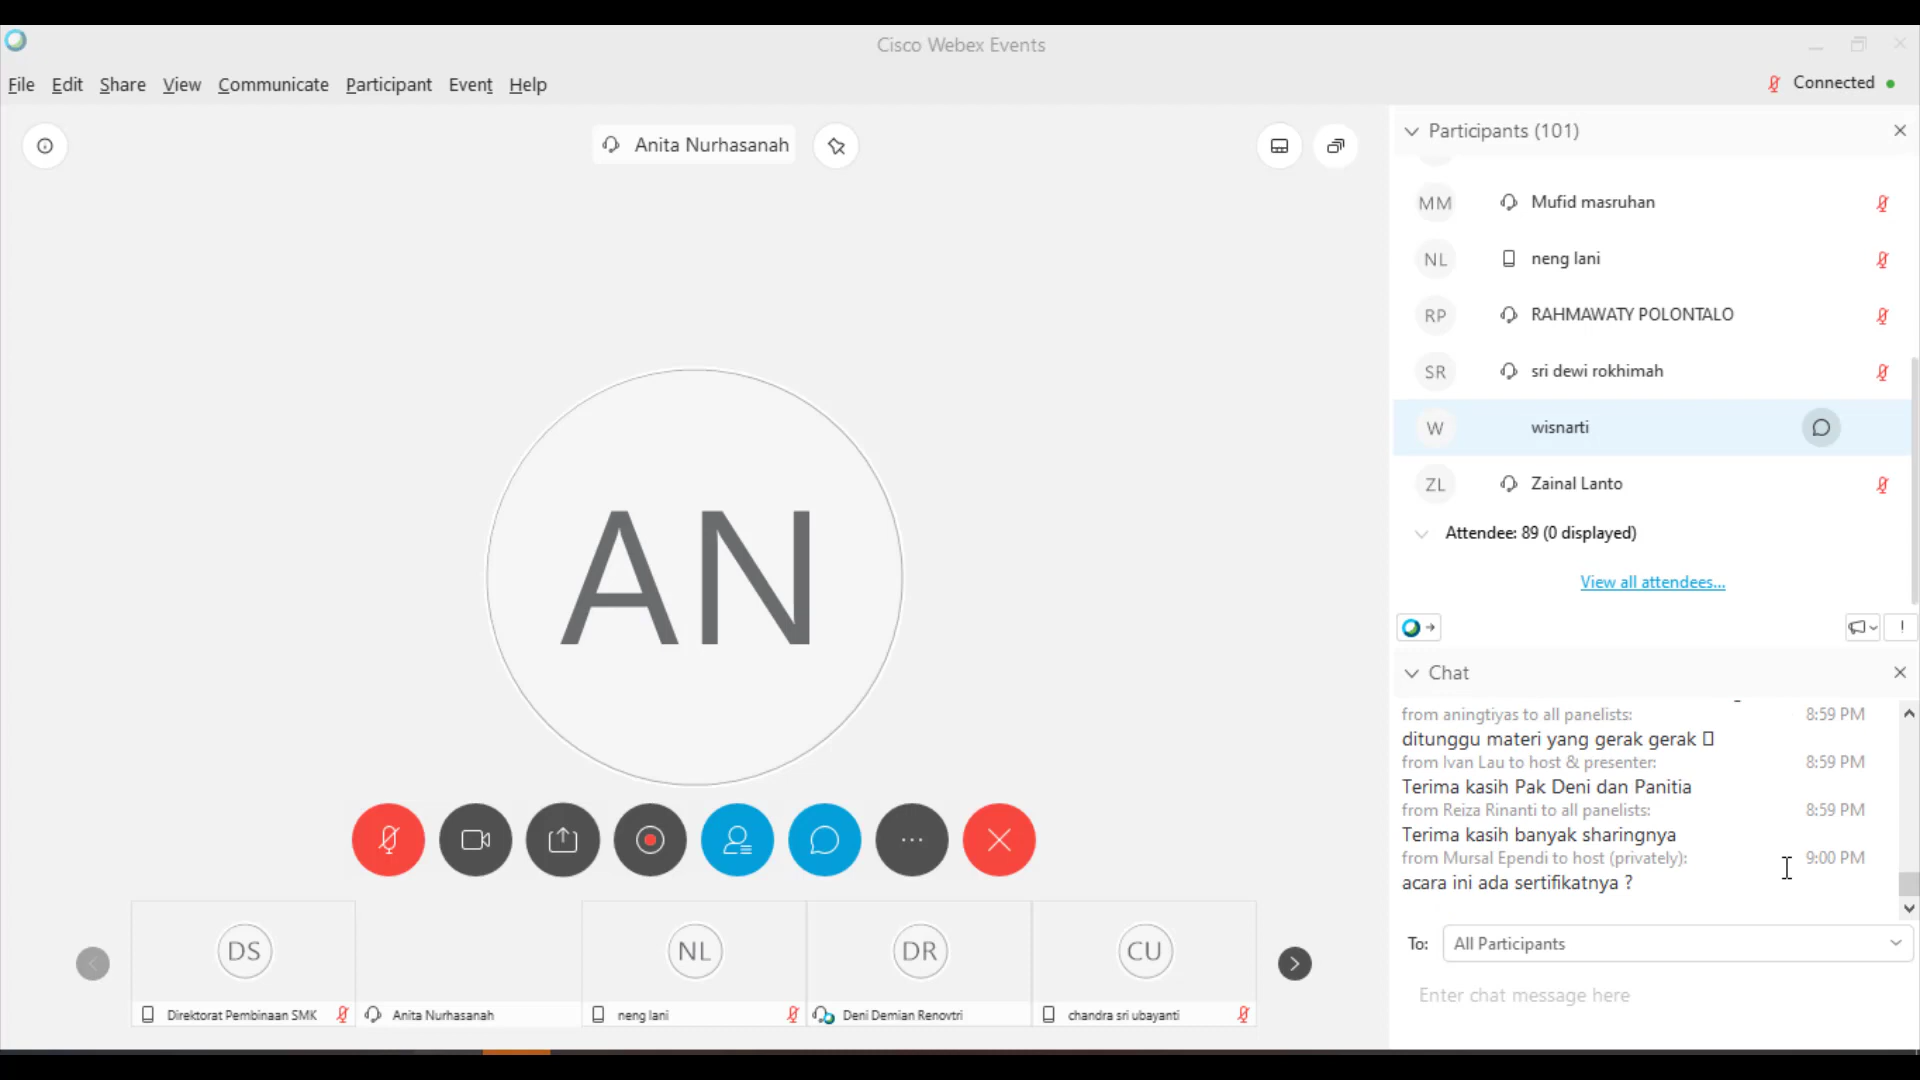 Cisco Webex Events
File Edit Share View Communicate Participant Event Help
Connected
Anita Nurhasanah
AN
DS
Direktorat Pembinaan SMK
Anita Nurhasanah
NL
neng lani
DR
Deni Demian Renovtri
CU
chandra sri ubayanti
Participants (101)
MM Mufid masruhan
NL neng lani
RP RAHMAWATY POLONTALO
SR sri dewi rokhimah
W wisnarti
ZL Zainal Lanto
Attendee: 89 (0 displayed)
View all attendees...
Chat
from aningtiyas to all panelists: 8:59 PM
ditunggu materi yang gerak gerak
from Ivan Lau to host & presenter: 8:59 PM
Terima kasih Pak Deni dan Panitia
from Reiza Rinanti to all panelists: 8:59 PM
Terima kasih banyak sharingnya
from Mursal Ependi to host (privately): 9:00 PM
acara ini ada sertifikatnya ?
To: All Participants
Enter chat message here